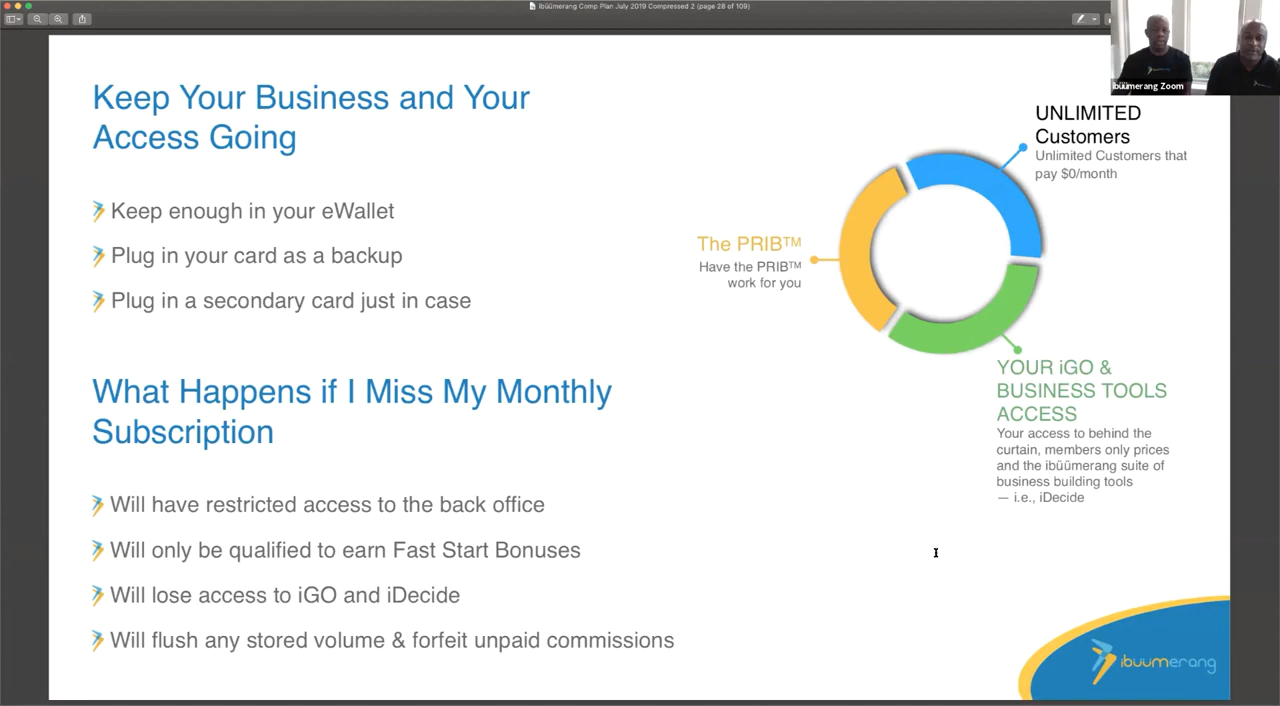 ibüümerang Comp Plan July 2019 Compressed 2 (page 28 of 109)
ibüümerang Zoom
Keep Your Business and Your
Access Going
Keep enough in your eWallet
Plug in your card as a backup
Plug in a secondary card just in case
What Happens if I Miss My Monthly
Subscription
Will have restricted access to the back office
Will only be qualified to earn Fast Start Bonuses
Will lose access to iGO and iDecide
Will flush any stored volume & forfeit unpaid commissions
UNLIMITED
Customers
Unlimited Customers that
pay $0/month
The PRIB™
Have the PRIB™
work for you
YOUR iGO &
BUSINESS TOOLS
ACCESS
Your access to behind the
curtain, members only prices
and the ibüümerang suite of
business building tools
— i.e., iDecide
ibuumerang